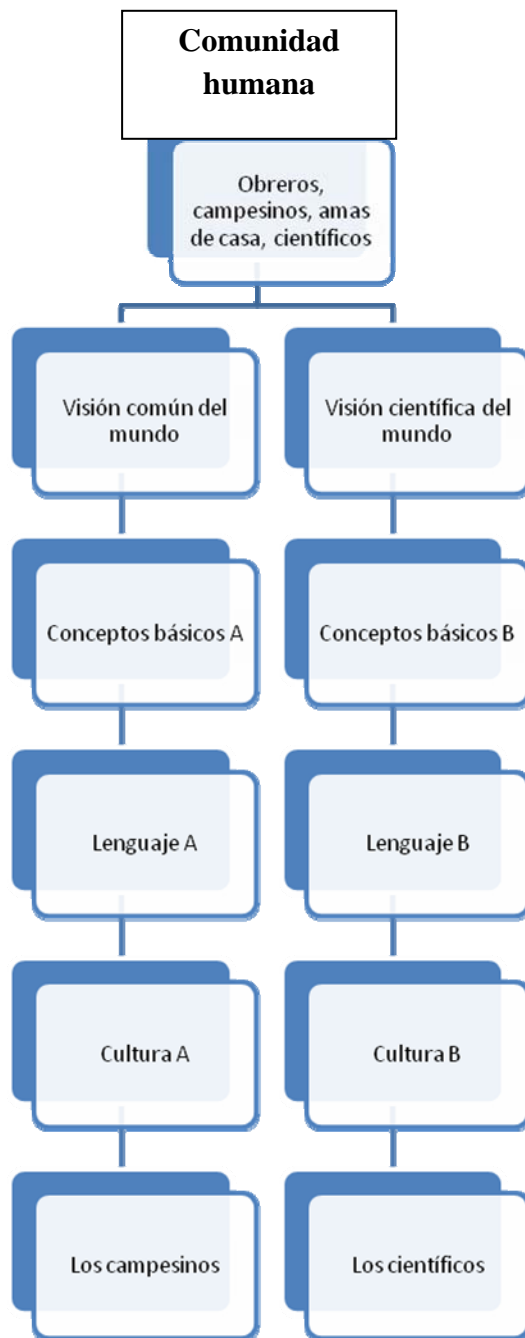 Comunidad
humana
Obreros,
campesinos, amas
de casa, científicos
Visión común del
mundo
Visión científica del
mundo
Conceptos básicos A
Conceptos básicos B
Lenguaje A
Lenguaje B
Cultura A
Cultura B
Los campesinos
Los científicos